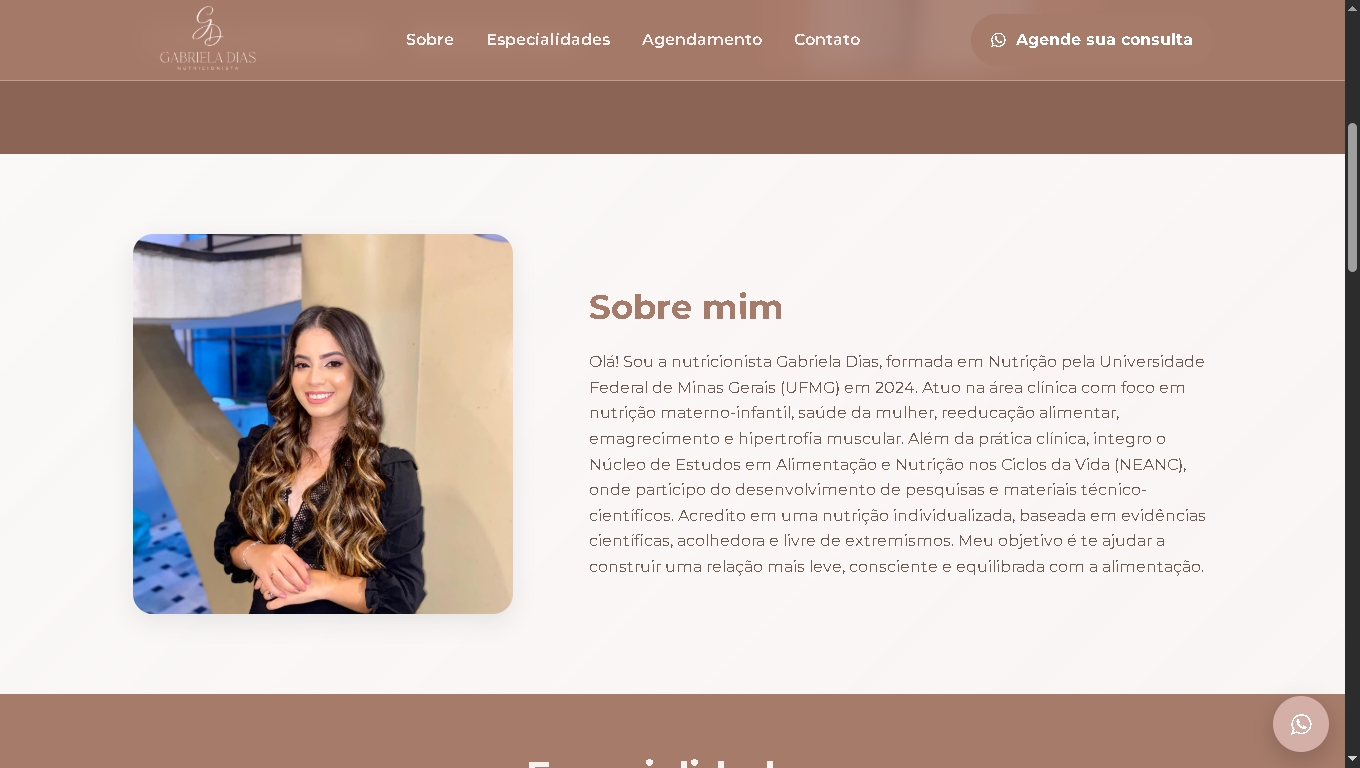 GD
GABRIELA DIAS
NUTRICIONISTA
Sobre
Especialidades
Agendamento
Contato
Agende sua consulta
Sobre mim
Olá! Sou a nutricionista Gabriela Dias, formada em Nutrição pela Universidade
Federal de Minas Gerais (UFMG) em 2024. Atuo na área clínica com foco em
nutrição materno-infantil, saúde da mulher, reeducação alimentar,
emagrecimento e hipertrofia muscular. Além da prática clínica, integro o
Núcleo de Estudos em Alimentação e Nutrição nos Ciclos da Vida (NEANC),
onde participo do desenvolvimento de pesquisas e materiais técnico-
científicos. Acredito em uma nutrição individualizada, baseada em evidências
científicas, acolhedora e livre de extremismos. Meu objetivo é te ajudar a
construir uma relação mais leve, consciente e equilibrada com a alimentação.